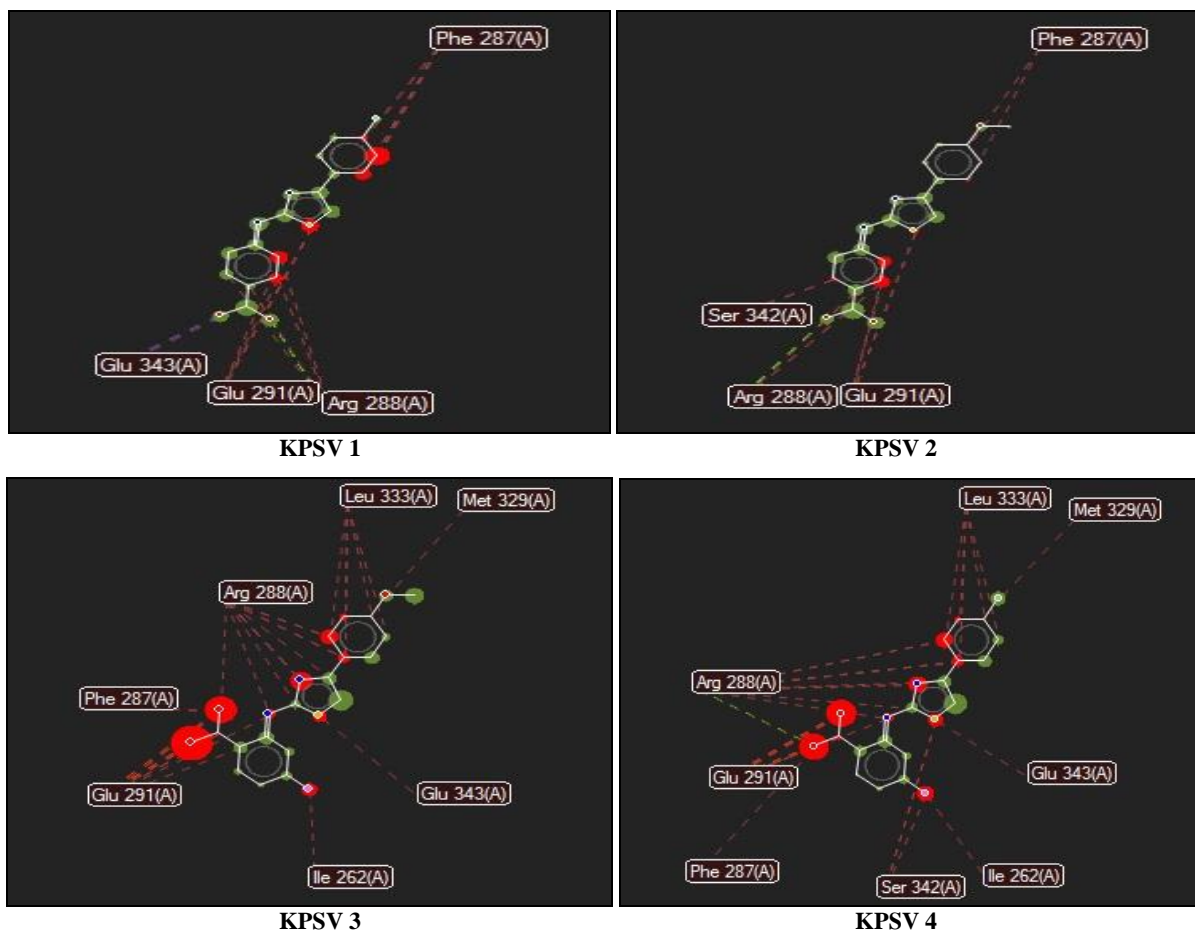 Phe 287(A)
Glu 343(A)
Glu 291(A)
Arg 288(A)
KPSV 1
Phe 287(A)
Ser 342(A)
Arg 288(A)
Glu 291(A)
KPSV 2
Leu 333(A)
Met 329(A)
Arg 288(A)
Phe 287(A)
Glu 291(A)
Glu 343(A)
Ile 262(A)
KPSV 3
Leu 333(A)
Met 329(A)
Arg 288(A)
Glu 291(A)
Glu 343(A)
Phe 287(A)
Ser 342(A)
Ile 262(A)
KPSV 4